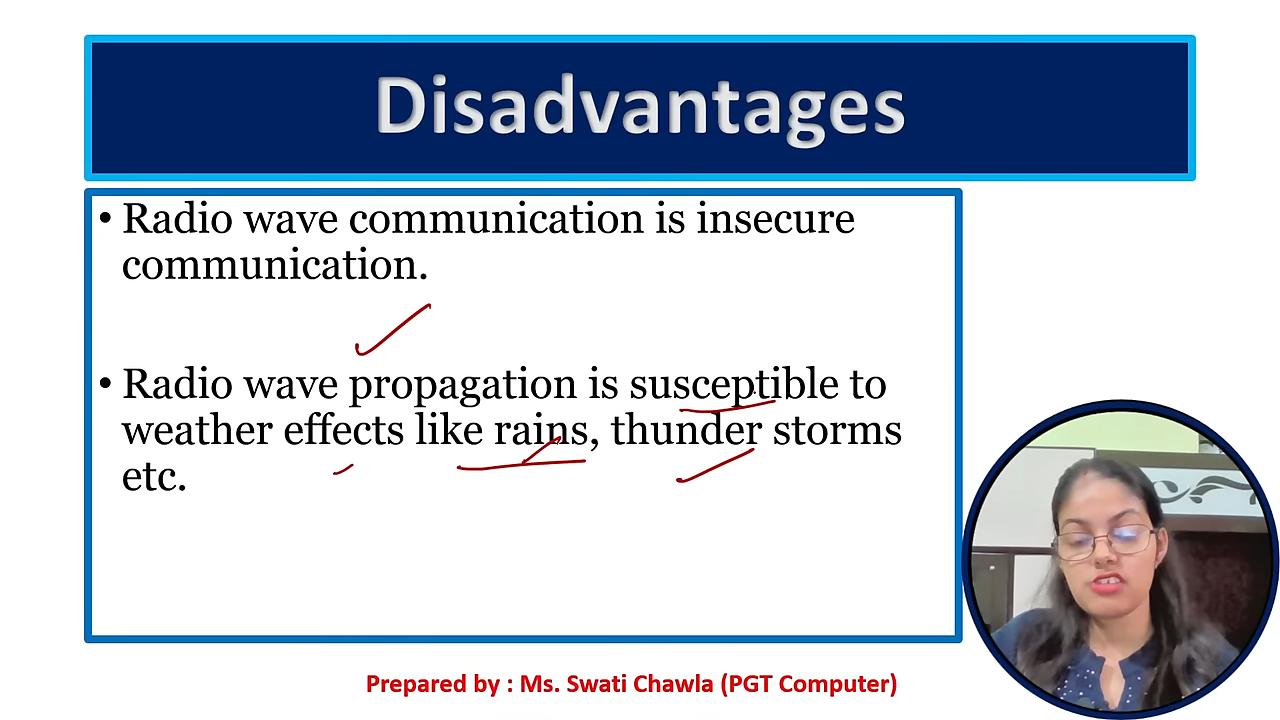 Disadvantages
• Radio wave communication is insecure
communication.
• Radio wave propagation is susceptible to
weather effects like rains, thunder storms
etc.
Prepared by : Ms. Swati Chawla (PGT Computer)